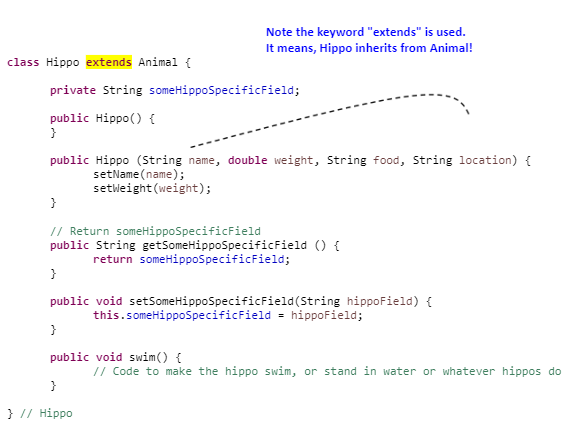 Note the keyword "extends" is used.
It means, Hippo inherits from Animal!
class Hippo extends Animal {
private String someHippoSpecificField;
public Hippo() {
}
public Hippo (String name, double weight, String food, String location) {
setName(name);
setWeight(weight);
}
// Return someHippoSpecificField
public String getSomeHippoSpecificField () {
return someHippoSpecificField;
}
public void setSomeHippoSpecificField(String hippoField) {
this.someHippoSpecificField = hippoField;
}
public void swim() {
// Code to make the hippo swim, or stand in water or whatever hippos do
}
} // Hippo